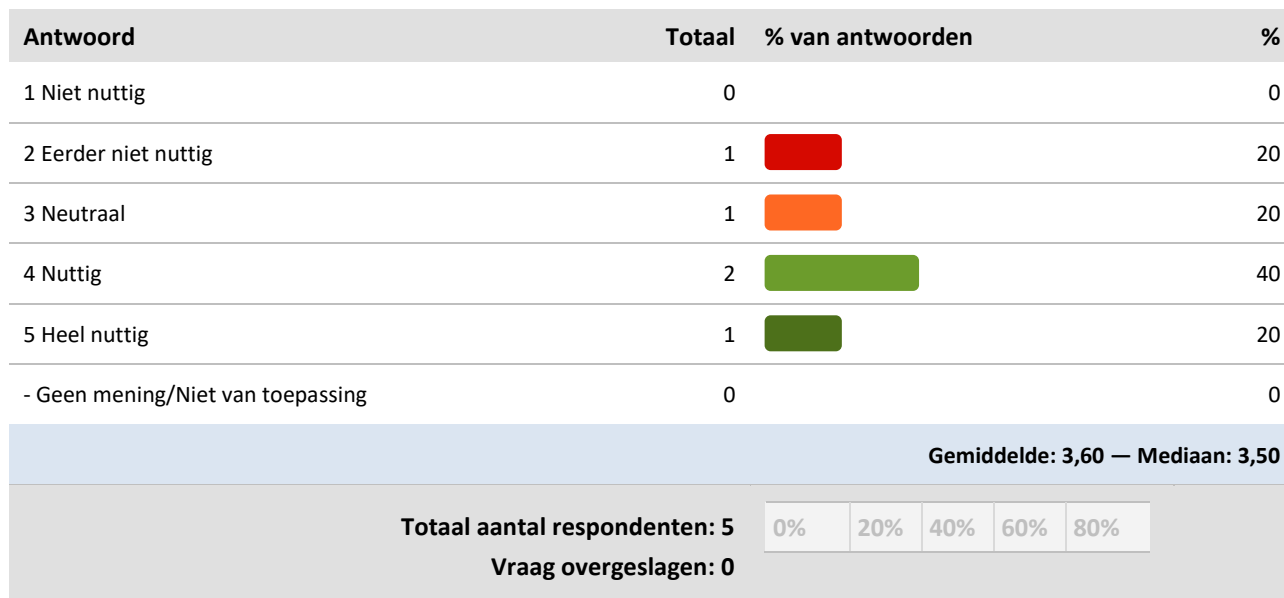 Antwoord Totaal % van antwoorden %
1 Niet nuttig 0 0
2 Eerder niet nuttig 1 20
3 Neutraal 1 20
4 Nuttig 2 40
5 Heel nuttig 1 20
- Geen mening/Niet van toepassing 0 0
Gemiddelde: 3,60 — Mediaan: 3,50
Totaal aantal respondenten: 5 0% 20% 40% 60% 80%
Vraag overgeslagen: 0